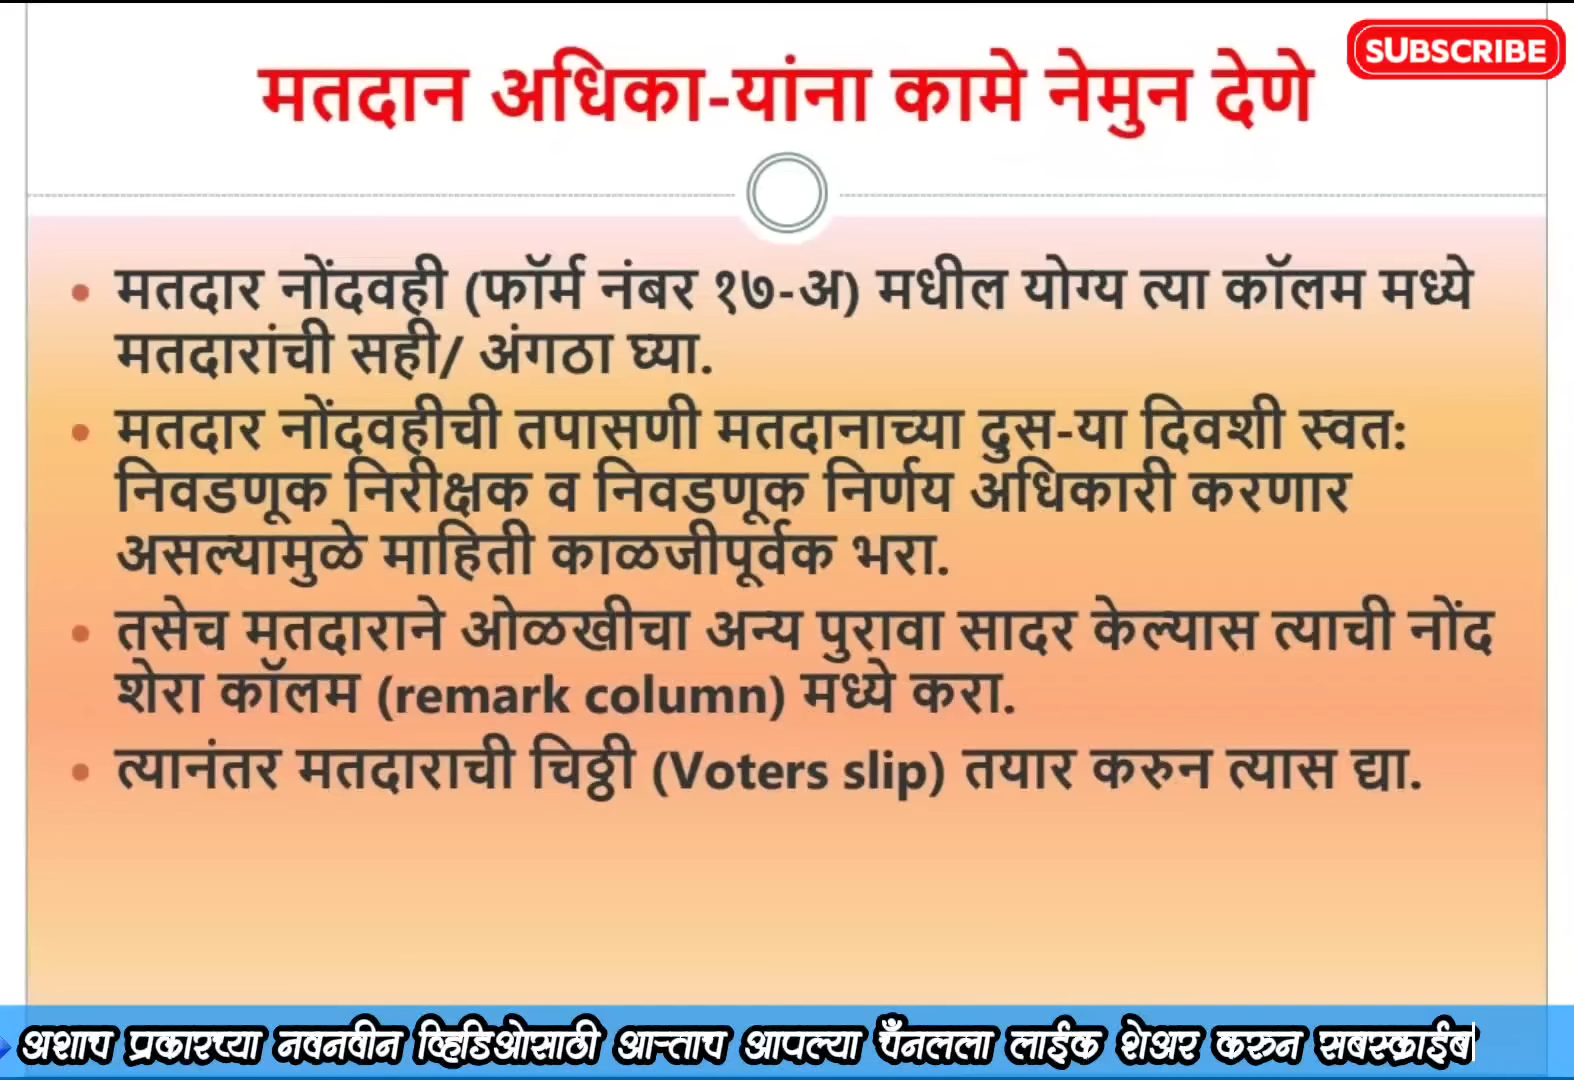 SUBSCRIBE
मतदान अधिका-यांना कामे नेमुन देणे
• मतदार नोंदवही (फॉर्म नंबर १७-अ) मधील योग्य त्या कॉलम मध्ये
मतदारांची सही/ अंगठा घ्या.
• मतदार नोंदवहीची तपासणी मतदानाच्या दुस-या दिवशी स्वत:
निवडणूक निरीक्षक व निवडणूक निर्णय अधिकारी करणार
असल्यामुळे माहिती काळजीपूर्वक भरा.
• तसेच मतदाराने ओळखीचा अन्य पुरावा सादर केल्यास त्याची नोंद
शेरा कॉलम (remark column) मध्ये करा.
• त्यानंतर मतदाराची चिठ्ठी (Voters slip) तयार करुन त्यास द्या.
अशाच प्रकारच्या नवनवीन व्हिडिओसाठी आत्ताच आपल्या चॅनलला लाईक शेअर करुन सबस्क्राईब